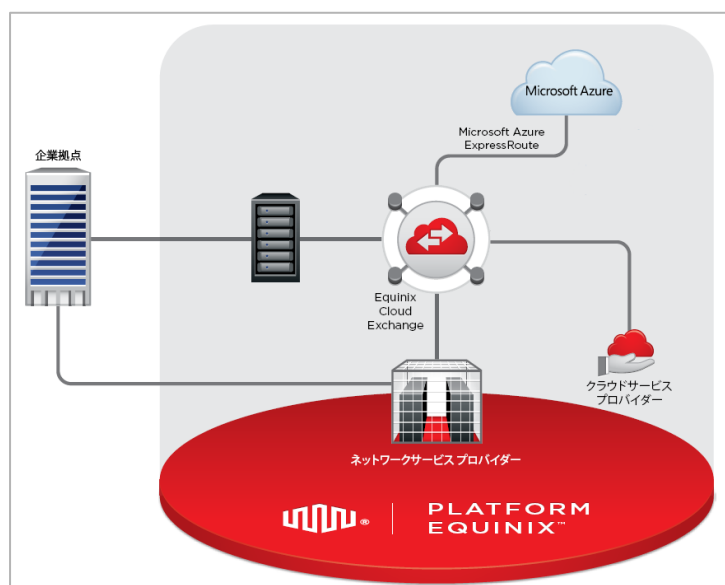 Microsoft Azure
Microsoft Azure
ExpressRoute
企業拠点
Equinix
Cloud
Exchange
クラウドサービス
プロバイダー
ネットワークサービス プロバイダー
® PLATFORM
EQUINIX™